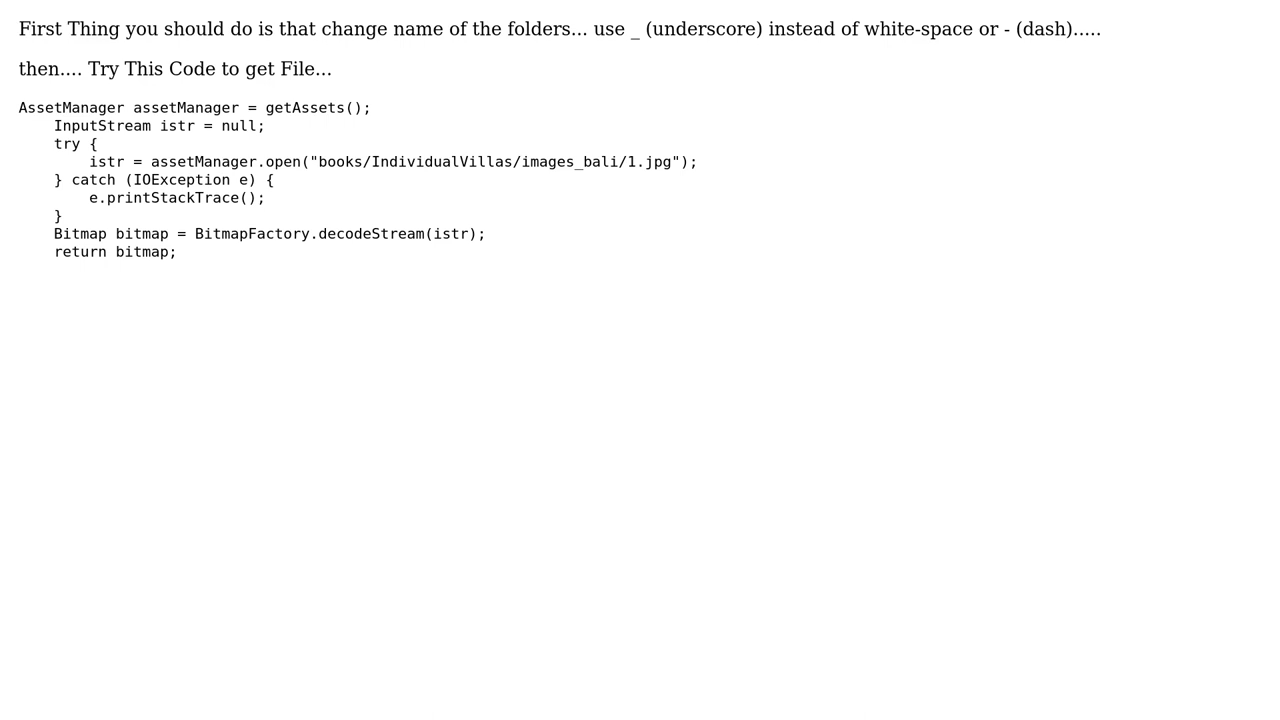 First Thing you should do is that change name of the folders... use _ (underscore) instead of white-space or - (dash).....
then.... Try This Code to get File...
AssetManager assetManager = getAssets();
    InputStream istr = null;
    try {
        istr = assetManager.open("books/IndividualVillas/images_bali/1.jpg");
    } catch (IOException e) {
        e.printStackTrace();
    }
    Bitmap bitmap = BitmapFactory.decodeStream(istr);
    return bitmap;